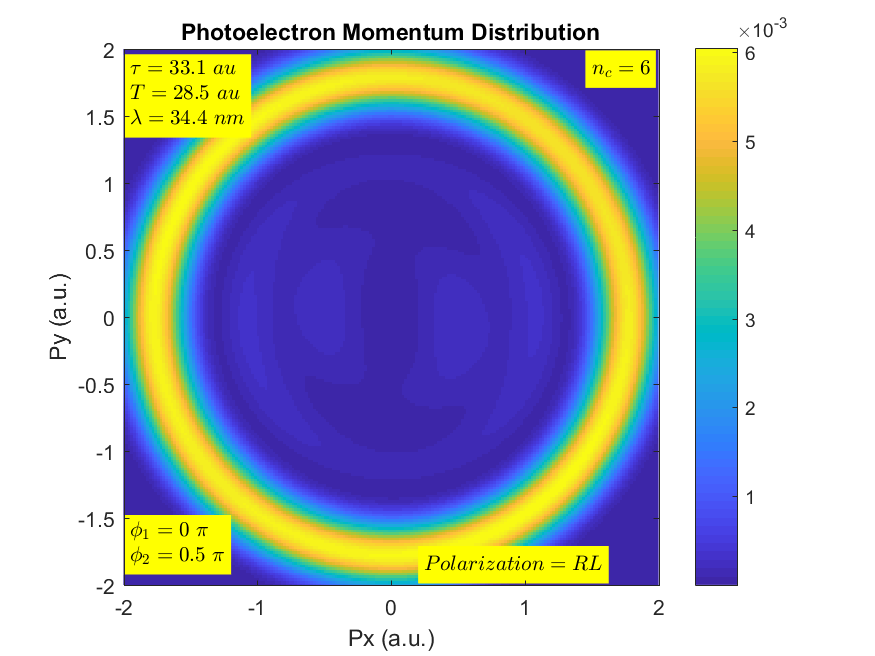 Photoelectron Momentum Distribution
×10⁻³
τ = 33.1 au
T = 28.5 au
λ = 34.4 nm
n_c = 6
ϕ₁ = 0 π
ϕ₂ = 0.5 π
Polarization = RL
2
1.5
1
0.5
0
-0.5
-1
-1.5
-2
Py (a.u.)
-2
-1
0
1
2
Px (a.u.)
6
5
4
3
2
1